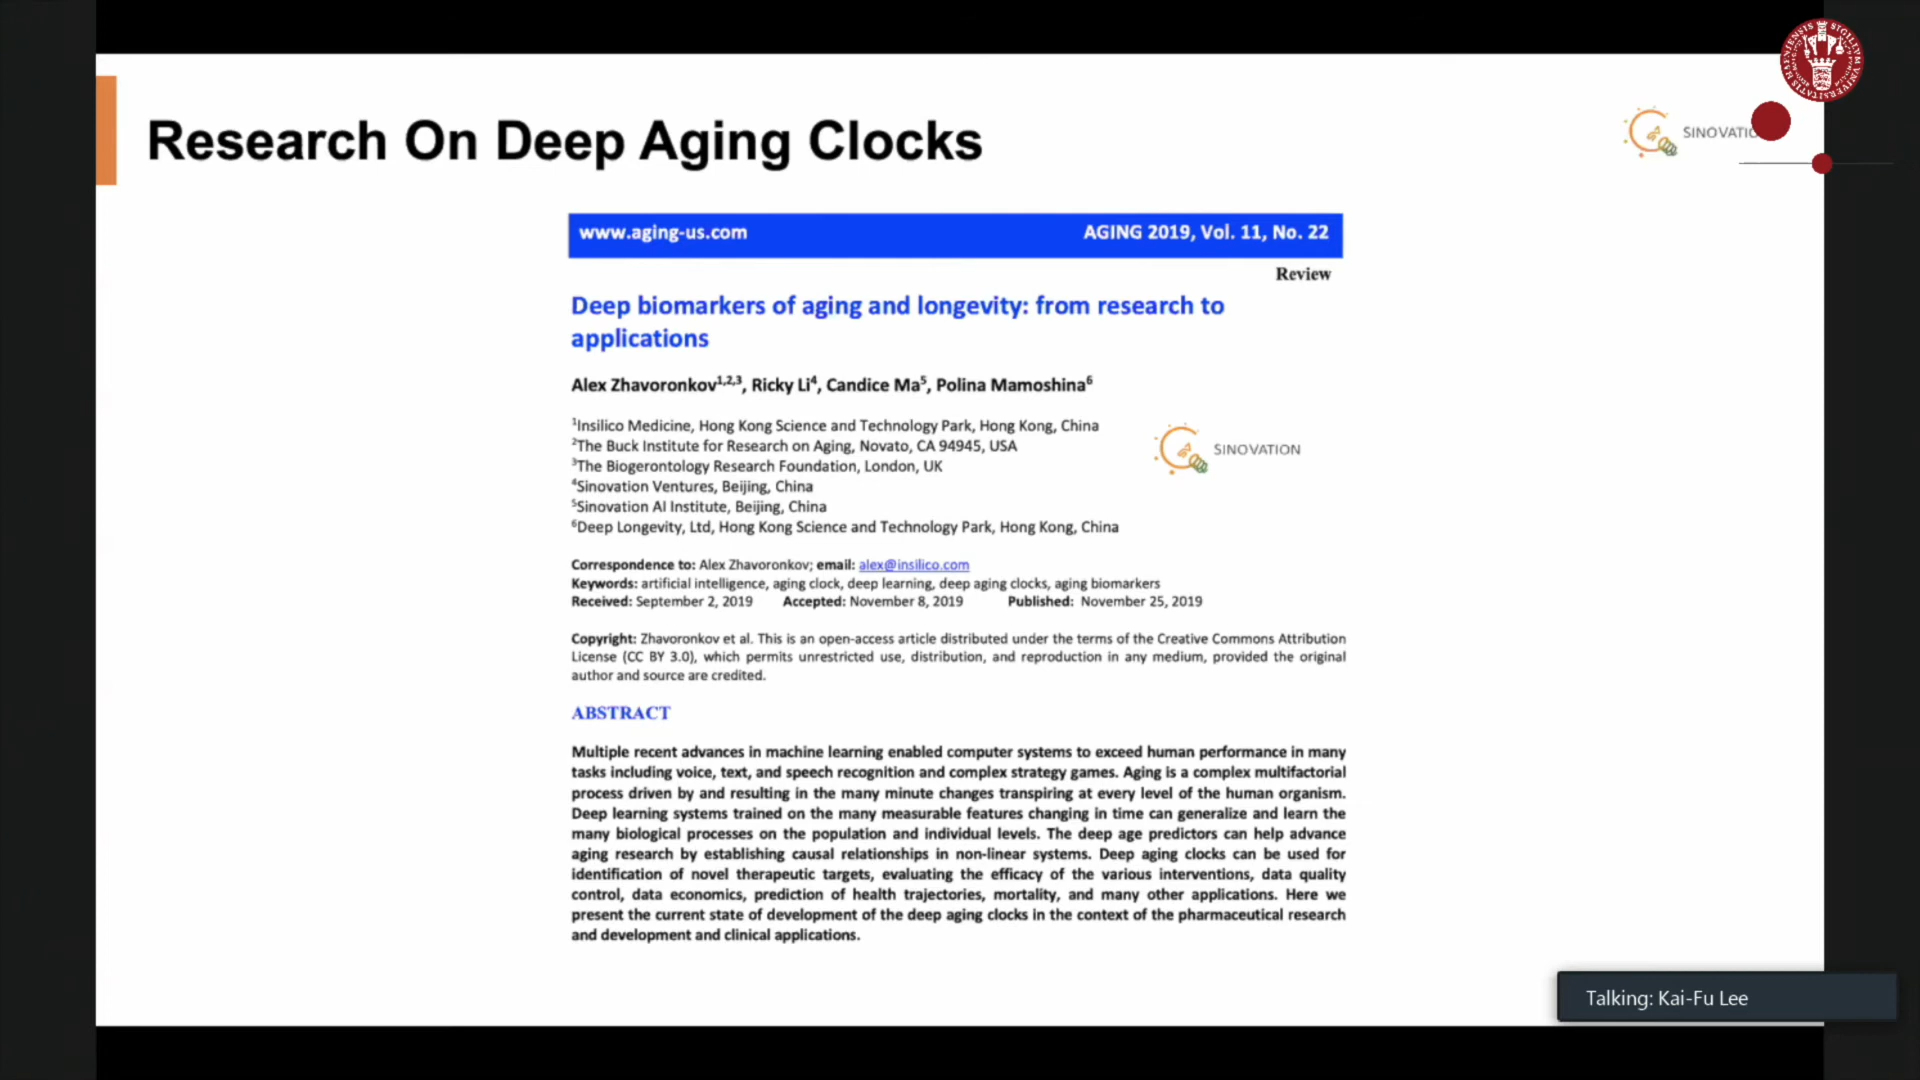 Research On Deep Aging Clocks
SINOVATIO
www.aging-us.com
AGING 2019, Vol. 11, No. 22
Review
Deep biomarkers of aging and longevity: from research to
applications
Alex Zhavoronkov1,2,3, Ricky Li4, Candice Ma5, Polina Mamoshina6
1Insilico Medicine, Hong Kong Science and Technology Park, Hong Kong, China
2The Buck Institute for Research on Aging, Novato, CA 94945, USA
3The Biogerontology Research Foundation, London, UK
4Sinovation Ventures, Beijing, China
5Sinovation AI Institute, Beijing, China
6Deep Longevity, Ltd, Hong Kong Science and Technology Park, Hong Kong, China
SINOVATION
Correspondence to: Alex Zhavoronkov; email: alex@insilico.com
Keywords: artificial intelligence, aging clock, deep learning, deep aging clocks, aging biomarkers
Received: September 2, 2019 Accepted: November 8, 2019 Published: November 25, 2019
Copyright: Zhavoronkov et al. This is an open-access article distributed under the terms of the Creative Commons Attribution
License (CC BY 3.0), which permits unrestricted use, distribution, and reproduction in any medium, provided the original
author and source are credited.
ABSTRACT
Multiple recent advances in machine learning enabled computer systems to exceed human performance in many
tasks including voice, text, and speech recognition and complex strategy games. Aging is a complex multifactorial
process driven by and resulting in the many minute changes transpiring at every level of the human organism.
Deep learning systems trained on the many measurable features changing in time can generalize and learn the
many biological processes on the population and individual levels. The deep age predictors can help advance
aging research by establishing causal relationships in non-linear systems. Deep aging clocks can be used for
identification of novel therapeutic targets, evaluating the efficacy of the various interventions, data quality
control, data economics, prediction of health trajectories, mortality, and many other applications. Here we
present the current state of development of the deep aging clocks in the context of the pharmaceutical research
and development and clinical applications.
Talking: Kai-Fu Lee